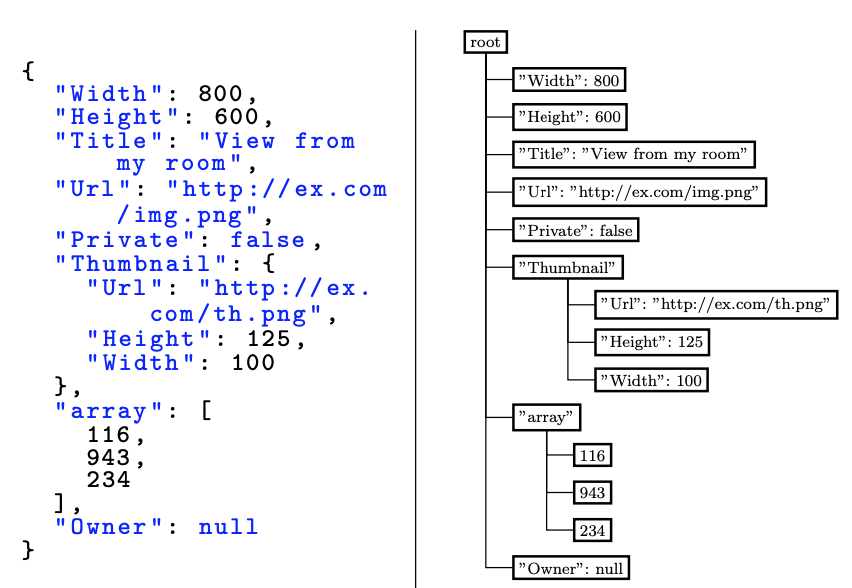 {
"Width": 800,
"Height": 600,
"Title": "View from
my room",
"Url": "http://ex.com
/img.png",
"Private": false,
"Thumbnail": {
"Url": "http://ex.
com/th.png",
"Height": 125,
"Width": 100
},
"array": [
116,
943,
234
],
"Owner": null
}
root
"Width": 800
"Height": 600
"Title": "View from my room"
"Url": "http://ex.com/img.png"
"Private": false
"Thumbnail"
"Url": "http://ex.com/th.png"
"Height": 125
"Width": 100
"array"
116
943
234
"Owner": null